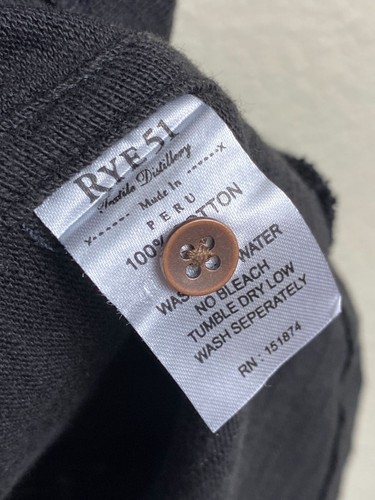 RYE 51
Textile Distillery
Y------ Made In ------X
PERU
100% COTTON
WATER
NO BLEACH
TUMBLE DRY LOW
WASH SEPERATELY
RN : 151874